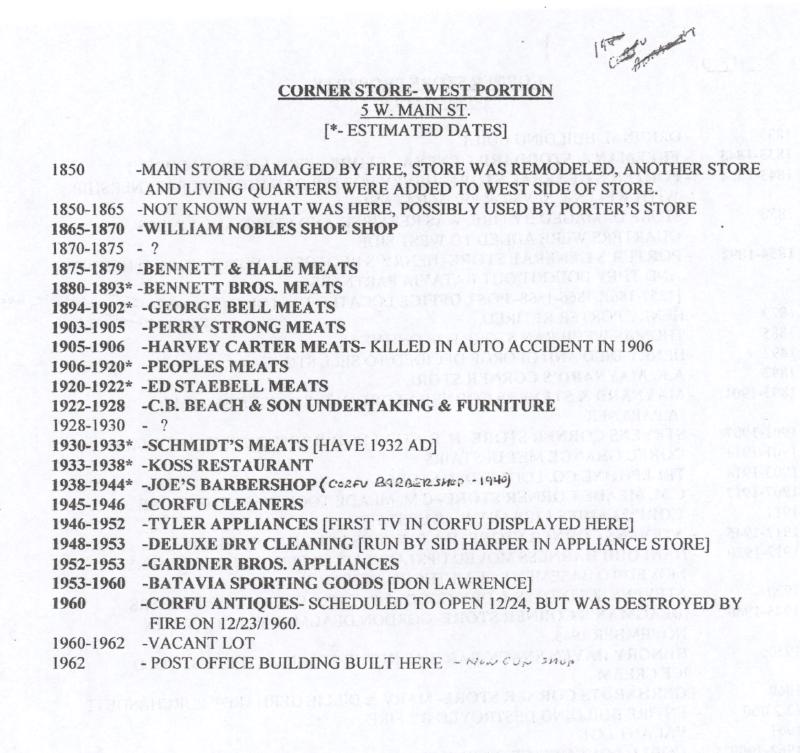 CORFU
CORNER STORE- WEST PORTION
5 W. MAIN ST.
[*- ESTIMATED DATES]
1850 -MAIN STORE DAMAGED BY FIRE, STORE WAS REMODELED, ANOTHER STORE
AND LIVING QUARTERS WERE ADDED TO WEST SIDE OF STORE.
1850-1865 -NOT KNOWN WHAT WAS HERE, POSSIBLY USED BY PORTER'S STORE
1865-1870 -WILLIAM NOBLES SHOE SHOP
1870-1875 - ?
1875-1879 -BENNETT & HALE MEATS
1880-1893* -BENNETT BROS. MEATS
1894-1902* -GEORGE BELL MEATS
1903-1905 -PERRY STRONG MEATS
1905-1906 -HARVEY CARTER MEATS- KILLED IN AUTO ACCIDENT IN 1906
1906-1920* -PEOPLES MEATS
1920-1922* -ED STAEBELL MEATS
1922-1928 -C.B. BEACH & SON UNDERTAKING & FURNITURE
1928-1930 - ?
1930-1933* -SCHMIDT'S MEATS [HAVE 1932 AD]
1933-1938* -KOSS RESTAURANT
1938-1944* -JOE'S BARBERSHOP (CORFU BARBERSHOP -1940)
1945-1946 -CORFU CLEANERS
1946-1952 -TYLER APPLIANCES [FIRST TV IN CORFU DISPLAYED HERE]
1948-1953 -DELUXE DRY CLEANING [RUN BY SID HARPER IN APPLIANCE STORE]
1952-1953 -GARDNER BROS. APPLIANCES
1953-1960 -BATAVIA SPORTING GOODS [DON LAWRENCE]
1960 -CORFU ANTIQUES- SCHEDULED TO OPEN 12/24, BUT WAS DESTROYED BY
FIRE ON 12/23/1960.
1960-1962 -VACANT LOT
1962 - POST OFFICE BUILDING BUILT HERE - NOW CUP SHOP